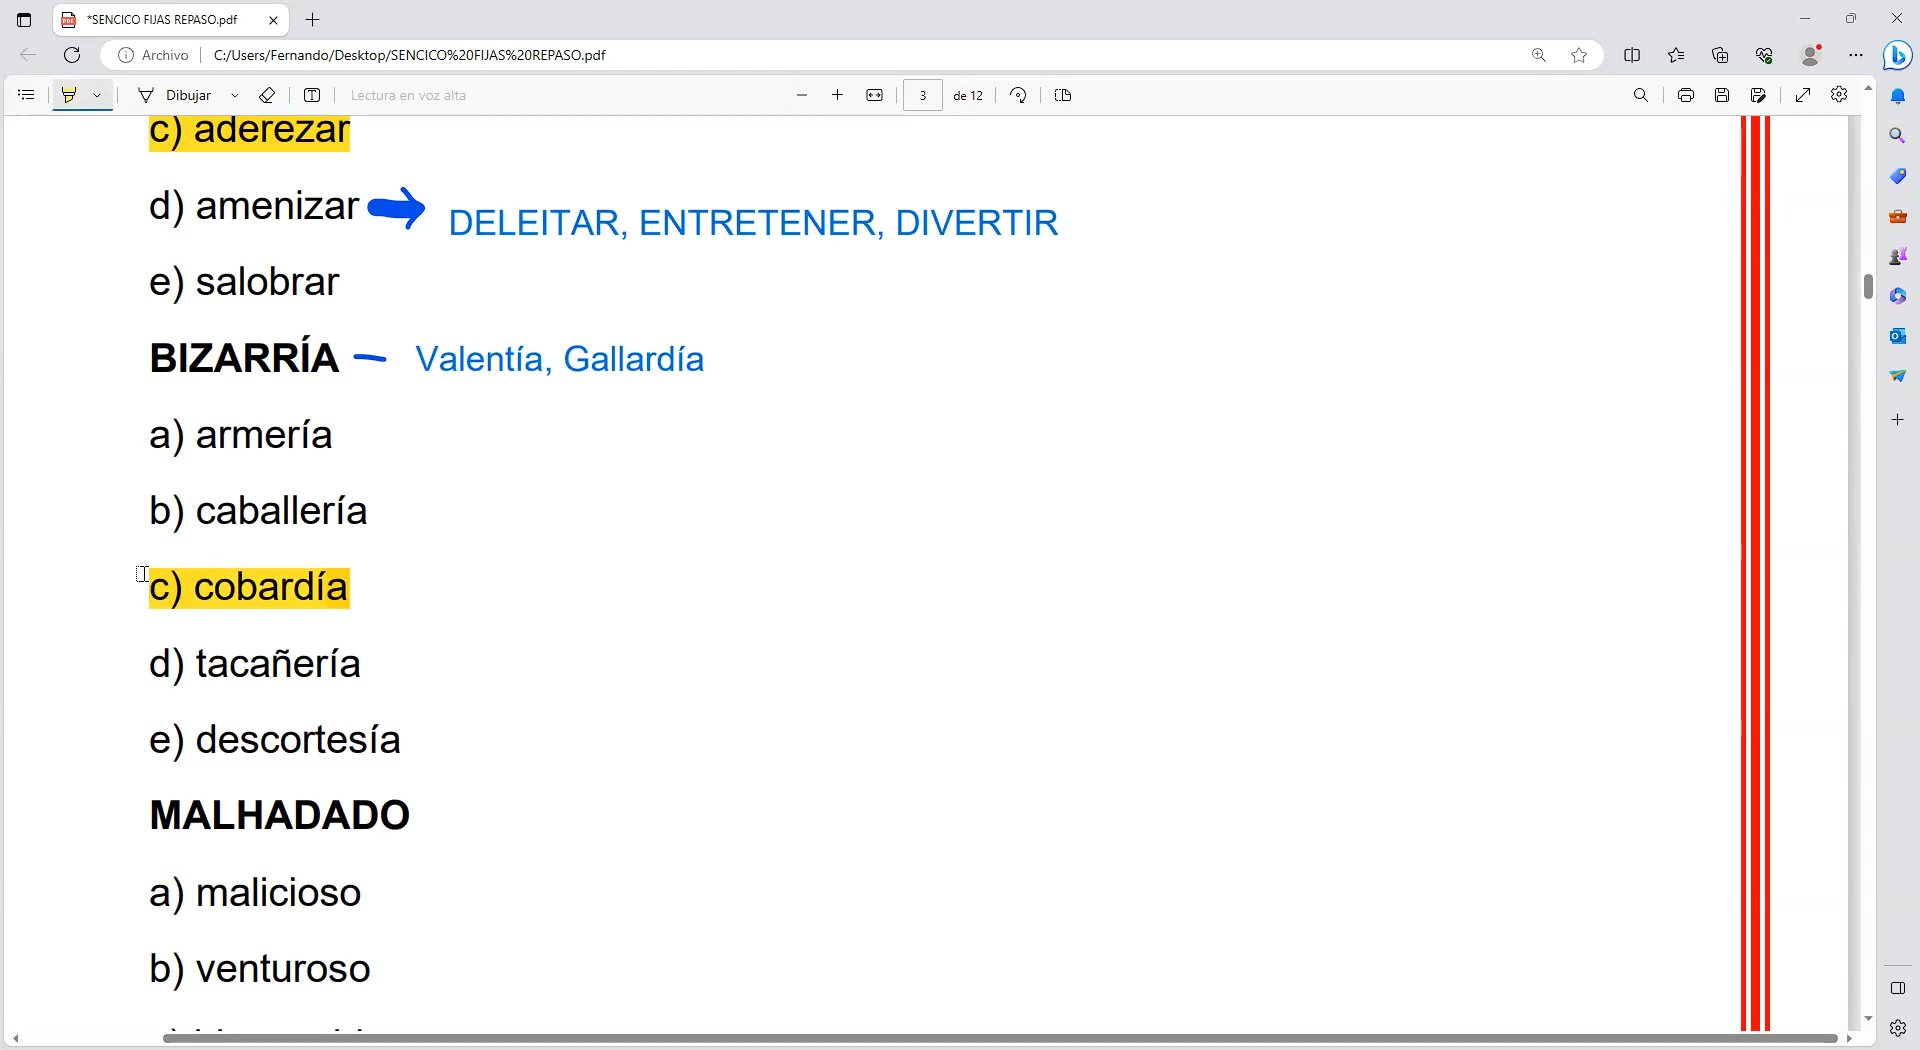 *SENCICO FIJAS REPASO.pdf
Archivo
C:/Users/Fernando/Desktop/SENCICO%20FIJAS%20REPASO.pdf
Dibujar
Lectura en voz alta
3
de 12
c) aderezar
d) amenizar
DELEITAR, ENTRETENER, DIVERTIR
e) salobrar
BIZARRÍA
Valentía, Gallardía
a) armería
b) caballería
c) cobardía
d) tacañería
e) descortesía
MALHADADO
a) malicioso
b) venturoso